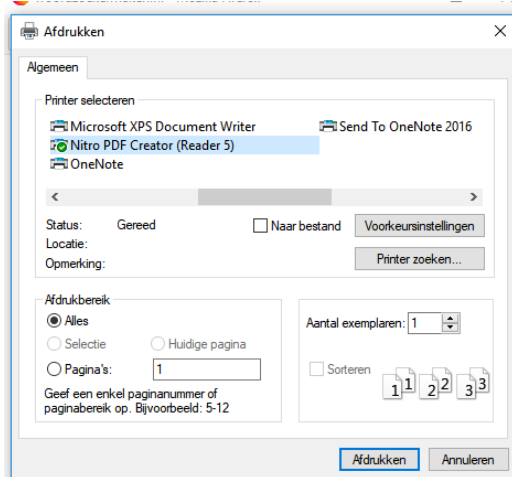 Afdrukken
Algemeen
Printer selecteren
Microsoft XPS Document Writer
Send To OneNote 2016
Nitro PDF Creator (Reader 5)
OneNote
Status: Gereed
Naar bestand
Voorkeursinstellingen
Locatie:
Opmerking:
Printer zoeken...
Afdrukbereik
Alles
Selectie
Huidige pagina
Pagina's: 1
Geef een enkel paginanummer of
paginabereik op. Bijvoorbeeld: 5-12
Aantal exemplaren: 1
Sorteren
1 1 2 2 3 3
Afdrukken
Annuleren